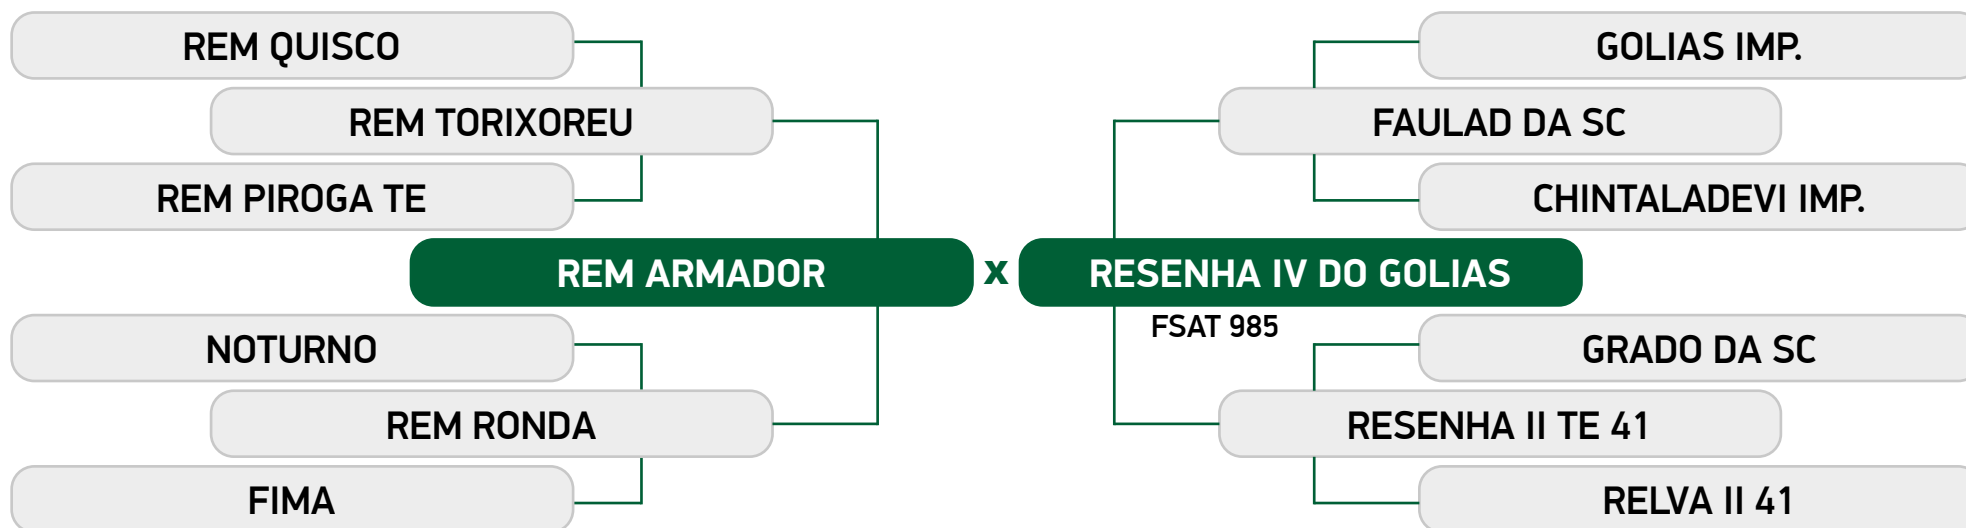 REM QUISCO
GOLIAS IMP.
REM TORIXOREU
FAULAD DA SC
REM PIROGA TE
CHINTALADEVI IMP.
REM ARMADOR x RESENHA IV DO GOLIAS
FSAT 985
NOTURNO
GRADO DA SC
REM RONDA
RESENHA II TE 41
FIMA
RELVA II 41